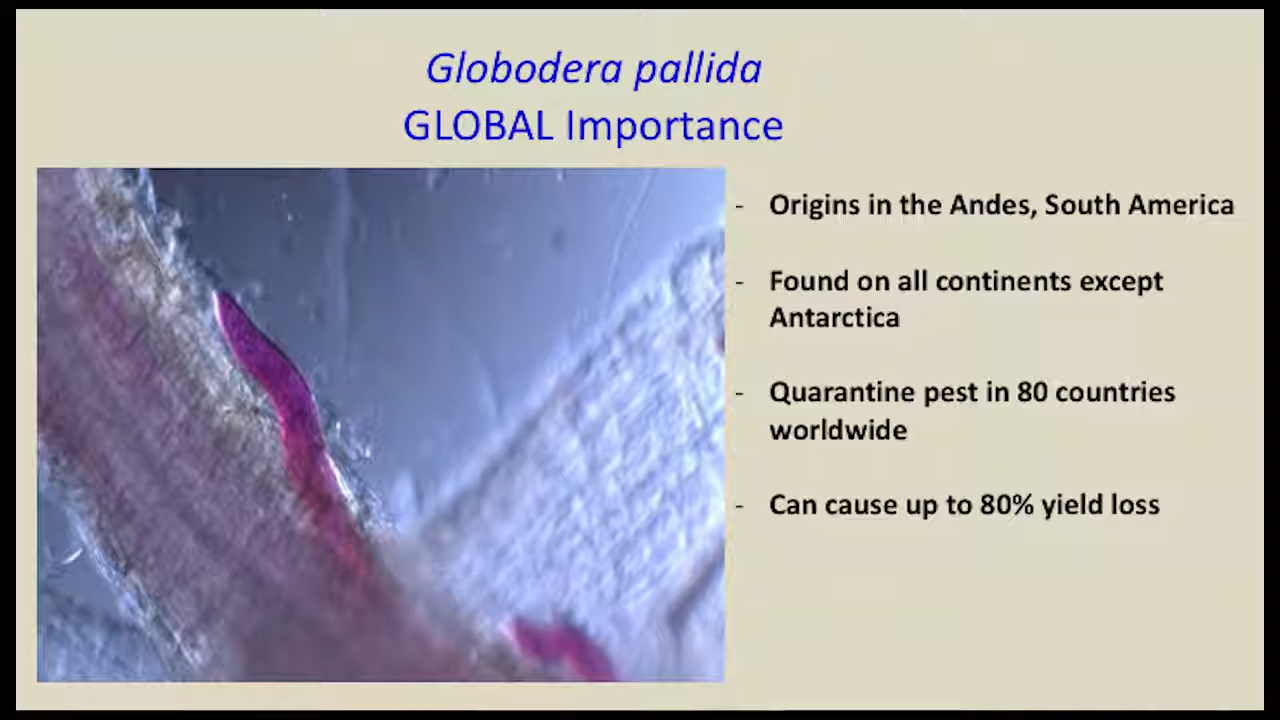 Globodera pallida
GLOBAL Importance
- Origins in the Andes, South America
- Found on all continents except
Antarctica
- Quarantine pest in 80 countries
worldwide
- Can cause up to 80% yield loss